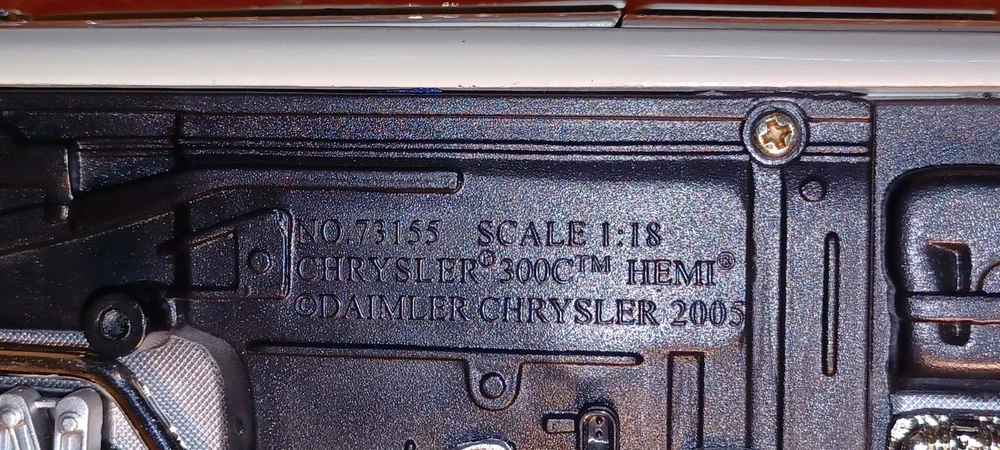 NO.73155 SCALE 1:18
CHRYSLER® 300C™ HEMI®
©DAIMLER CHRYSLER 2005